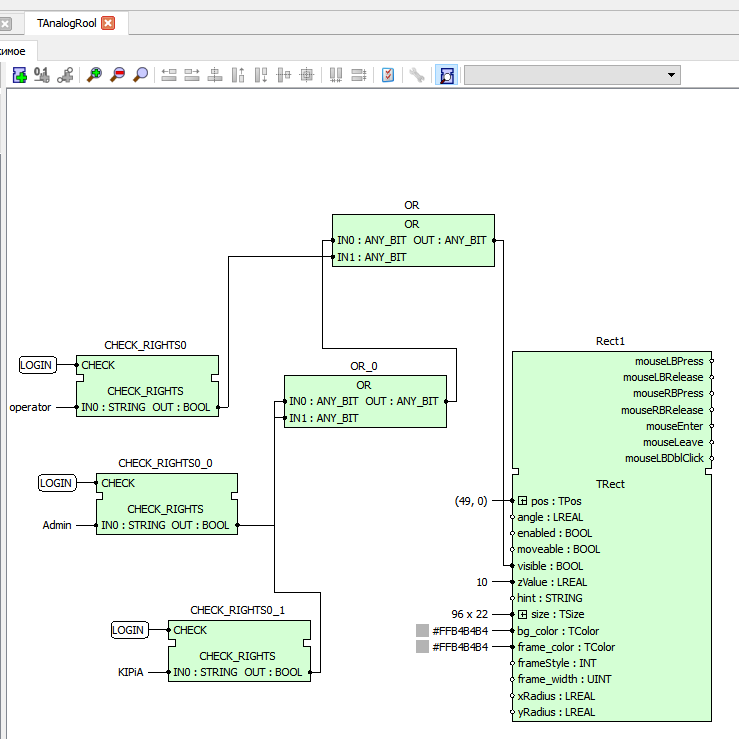 TAnalogRool
кимое
OR
OR
IN0 : ANY_BIT OUT : ANY_BIT
IN1 : ANY_BIT
CHECK_RIGHTS0
LOGIN
CHECK
CHECK_RIGHTS
operator
IN0 : STRING OUT : BOOL
OR_0
OR
IN0 : ANY_BIT OUT : ANY_BIT
IN1 : ANY_BIT
CHECK_RIGHTS0_0
LOGIN
CHECK
CHECK_RIGHTS
Admin
IN0 : STRING OUT : BOOL
CHECK_RIGHTS0_1
LOGIN
CHECK
CHECK_RIGHTS
KIPiA
IN0 : STRING OUT : BOOL
Rect1
mouseLBPress
mouseLBRelease
mouseRBPress
mouseRBRelease
mouseEnter
mouseLeave
mouseLBDblClick
TRect
(49, 0) pos : TPos
angle : LREAL
enabled : BOOL
moveable : BOOL
visible : BOOL
10 zValue : LREAL
hint : STRING
96 x 22 size : TSize
#FFB4B4B4 bg_color : TColor
#FFB4B4B4 frame_color : TColor
frameStyle : INT
frame_width : UINT
xRadius : LREAL
yRadius : LREAL